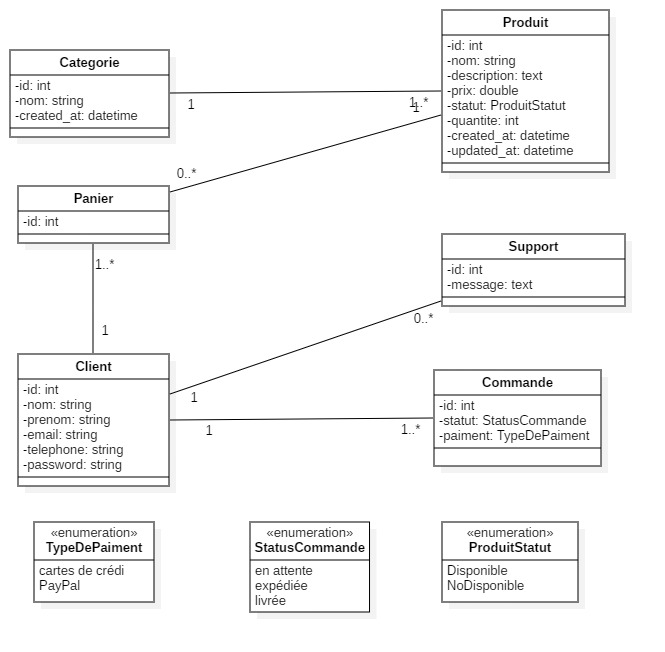 Categorie
-id: int
-nom: string
-created_at: datetime
1
1..*
Produit
-id: int
-nom: string
-description: text
-prix: double
-statut: ProduitStatut
-quantite: int
-created_at: datetime
-updated_at: datetime
1
0..*
Panier
-id: int
1..*
1
Support
-id: int
-message: text
0..*
1
Client
-id: int
-nom: string
-prenom: string
-email: string
-telephone: string
-password: string
1
1..*
Commande
-id: int
-statut: StatusCommande
-paiment: TypeDePaiment
«enumeration»
TypeDePaiment
cartes de crédi
PayPal
«enumeration»
StatusCommande
en attente
expédiée
livrée
«enumeration»
ProduitStatut
Disponible
NoDisponible